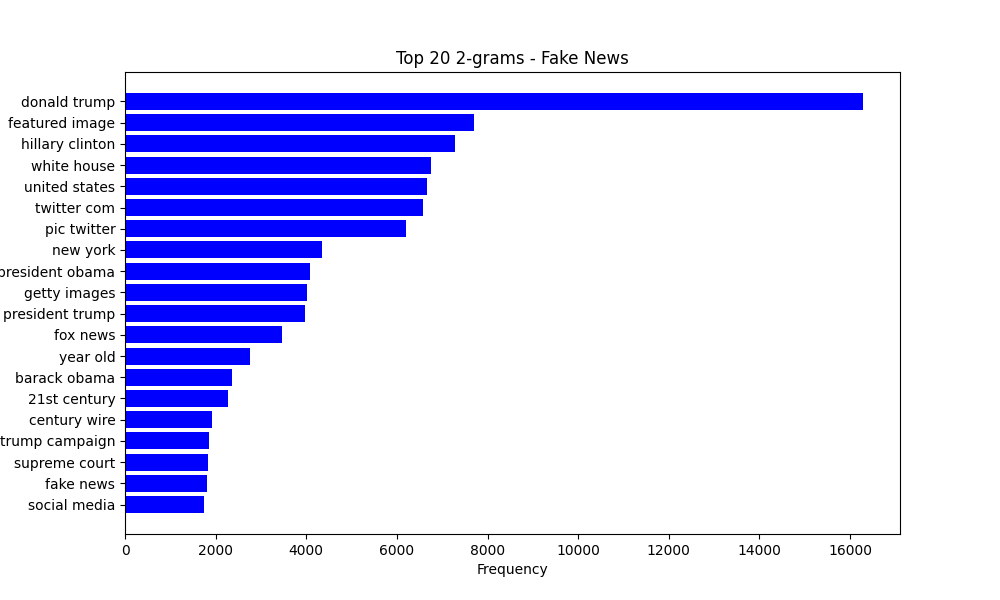 Top 20 2-grams - Fake News
donald trump
featured image
hillary clinton
white house
united states
twitter com
pic twitter
new york
president obama
getty images
president trump
fox news
year old
barack obama
21st century
century wire
trump campaign
supreme court
fake news
social media
0 2000 4000 6000 8000 10000 12000 14000 16000
Frequency